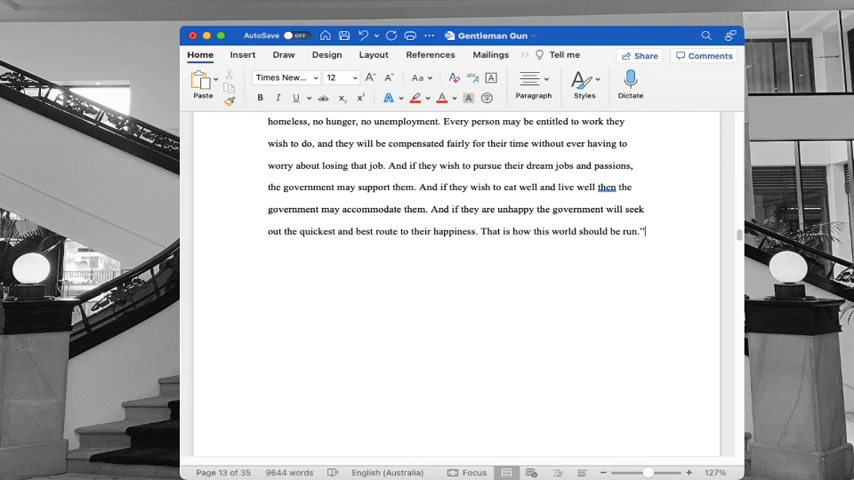 AutoSave OFF Gentleman Gun
Home Insert Draw Design Layout References Mailings >> Tell me Share Comments
Paste Times New... 12 A A Aa A Paragraph Styles Dictate
B I U ab x₂ x² A A A
homeless, no hunger, no unemployment. Every person may be entitled to work they
wish to do, and they will be compensated fairly for their time without ever having to
worry about losing that job. And if they wish to pursue their dream jobs and passions,
the government may support them. And if they wish to eat well and live well then the
government may accommodate them. And if they are unhappy the government will seek
out the quickest and best route to their happiness. That is how this world should be run.”
Page 13 of 35 9644 words English (Australia) Focus 127%